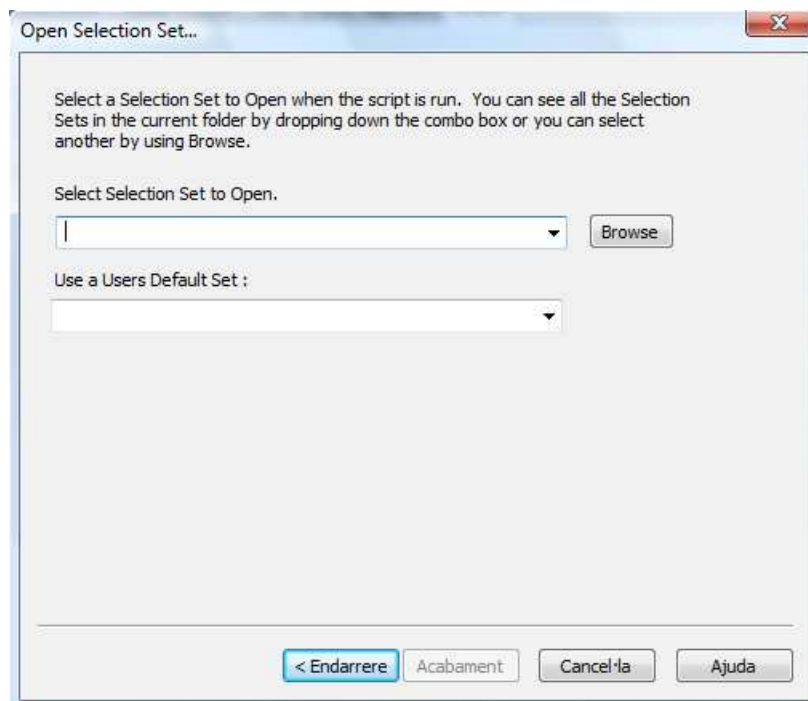 Open Selection Set...
Select a Selection Set to Open when the script is run. You can see all the Selection
Sets in the current folder by dropping down the combo box or you can select
another by using Browse.
Select Selection Set to Open.
Browse
Use a Users Default Set :
< Endarrere Acabament Cancel·la Ajuda